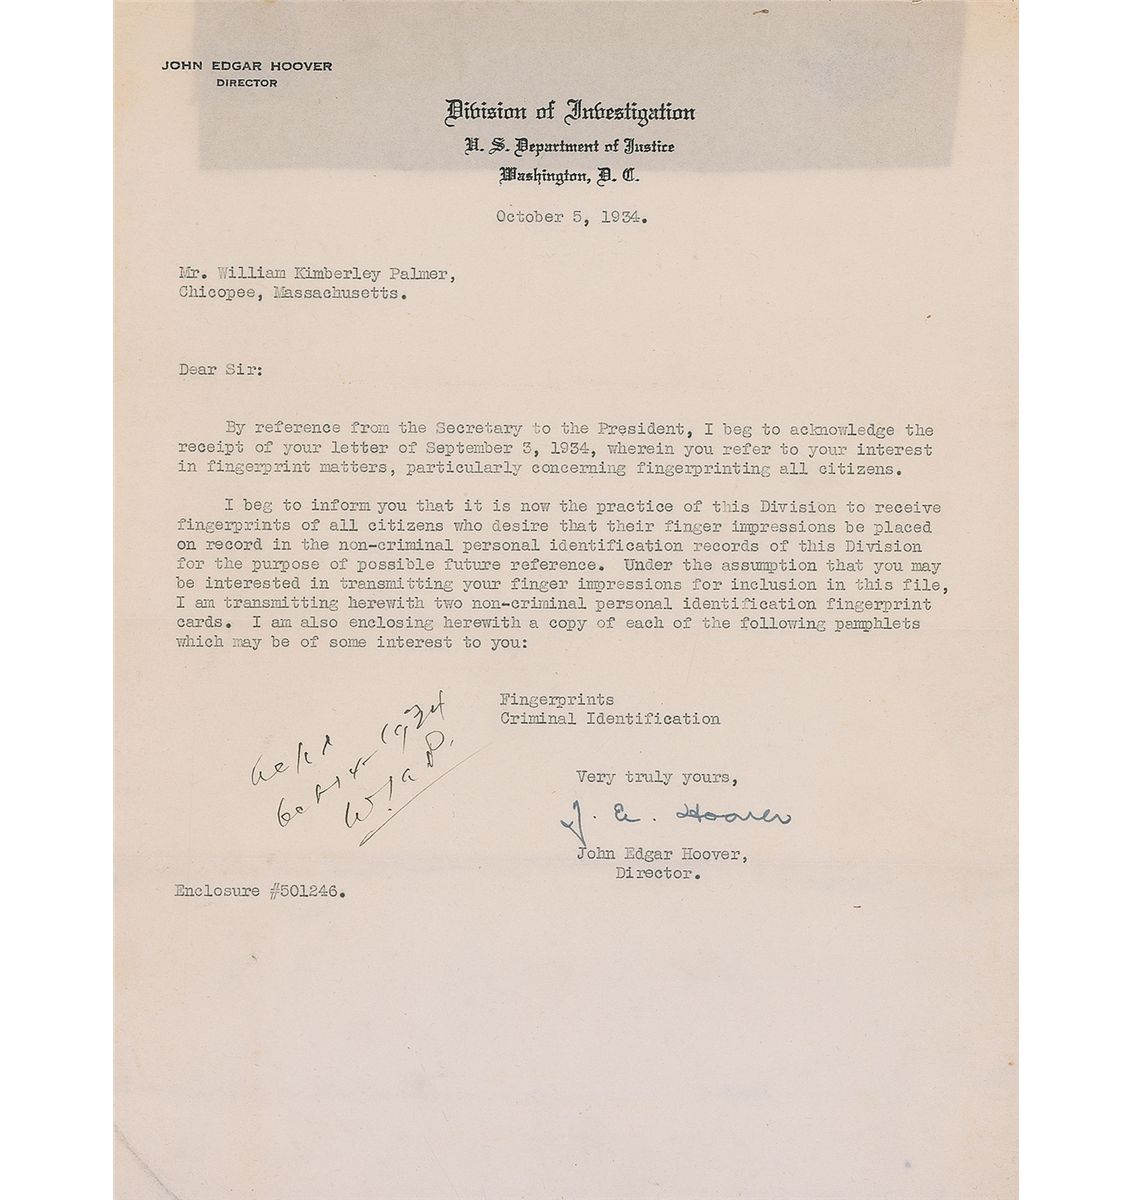 JOHN EDGAR HOOVER
DIRECTOR
Division of Investigation
U. S. Department of Justice
Washington, D. C.
October 5, 1934.
Mr. William Kimberley Palmer,
Chicopee, Massachusetts.
Dear Sir:
By reference from the Secretary to the President, I beg to acknowledge the
receipt of your letter of September 3, 1934, wherein you refer to your interest
in fingerprint matters, particularly concerning fingerprinting all citizens.
I beg to inform you that it is now the practice of this Division to receive
fingerprints of all citizens who desire that their finger impressions be placed
on record in the non-criminal personal identification records of this Division
for the purpose of possible future reference.  Under the assumption that you may
be interested in transmitting your finger impressions for inclusion in this file,
I am transmitting herewith two non-criminal personal identification fingerprint
cards.  I am also enclosing herewith a copy of each of the following pamphlets
which may be of some interest to you:
Fingerprints
Criminal Identification
1934
Very truly yours,
J. E. Hoover
John Edgar Hoover,
Director.
Enclosure #501246.